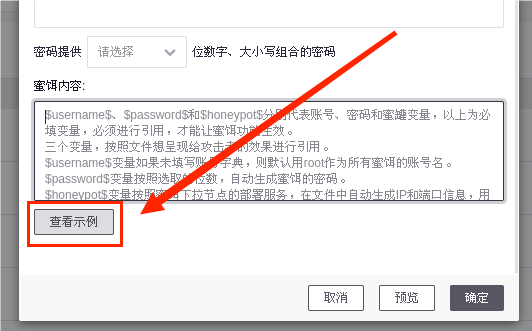 密码提供 请选择 位数字、大小写组合的密码
蜜饵内容:
$username$、$password$和$honeypot$分别代表账号、密码和蜜罐变量，以上为必
填变量，必须进行引用，才能让蜜饵功能生效。
三个变量，按照文件想呈现给攻击者的效果进行引用。
$username$变量如果未填写账号字典，则默认用root作为所有蜜饵的账号名。
$password$变量按照选取的位数，自动生成蜜饵的密码。
$honeypot$变量按照蜜饵下拉节点的部署服务，在文件中自动生成IP和端口信息，用
查看示例
取消 预览 确定